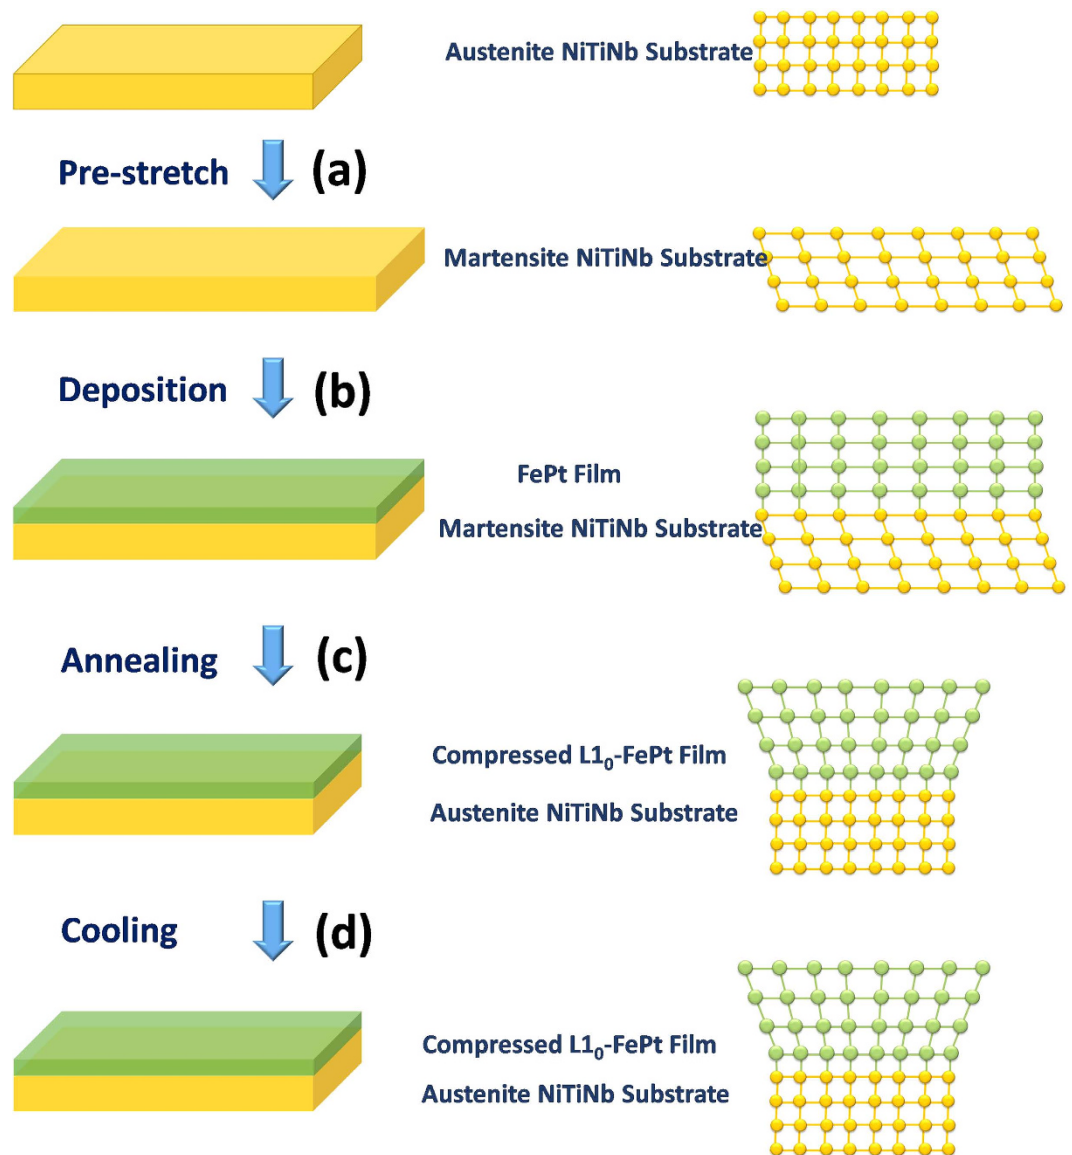 Austenite NiTiNb Substrate
Pre-stretch (a)
Martensite NiTiNb Substrate
Deposition (b)
FePt Film
Martensite NiTiNb Substrate
Annealing (c)
Compressed L1₀-FePt Film
Austenite NiTiNb Substrate
Cooling (d)
Compressed L1₀-FePt Film
Austenite NiTiNb Substrate